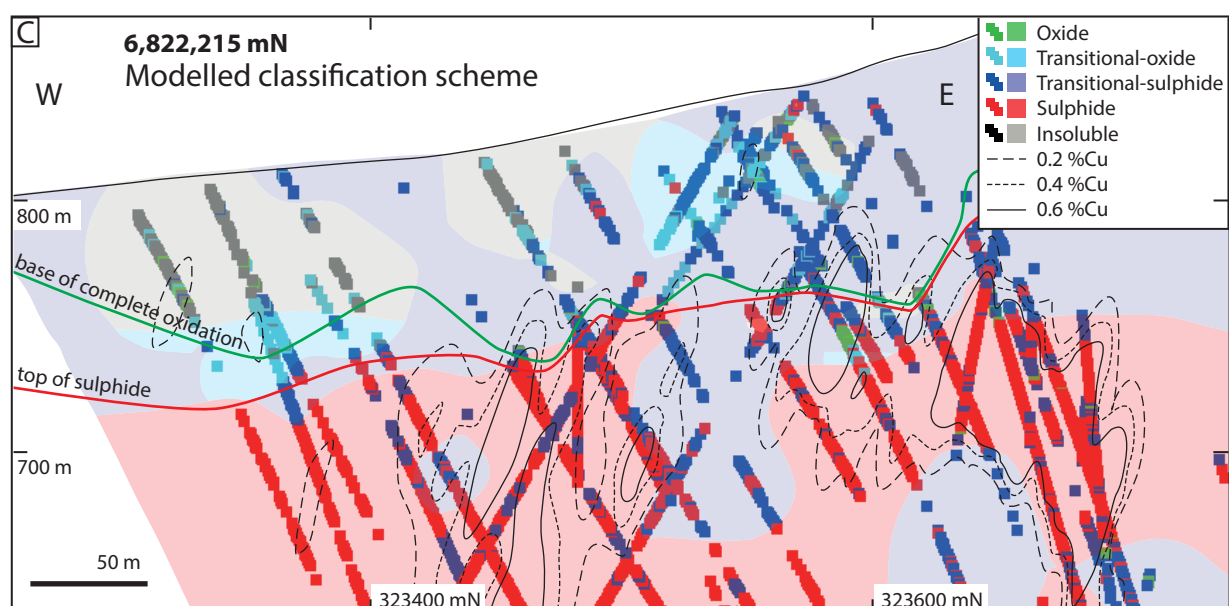 C
6,822,215 mN
Modelled classification scheme
W
E
Oxide
Transitional-oxide
Transitional-sulphide
Sulphide
Insoluble
0.2 %Cu
0.4 %Cu
0.6 %Cu
800 m
base of complete oxidation
top of sulphide
700 m
50 m
323400 mN
323600 mN